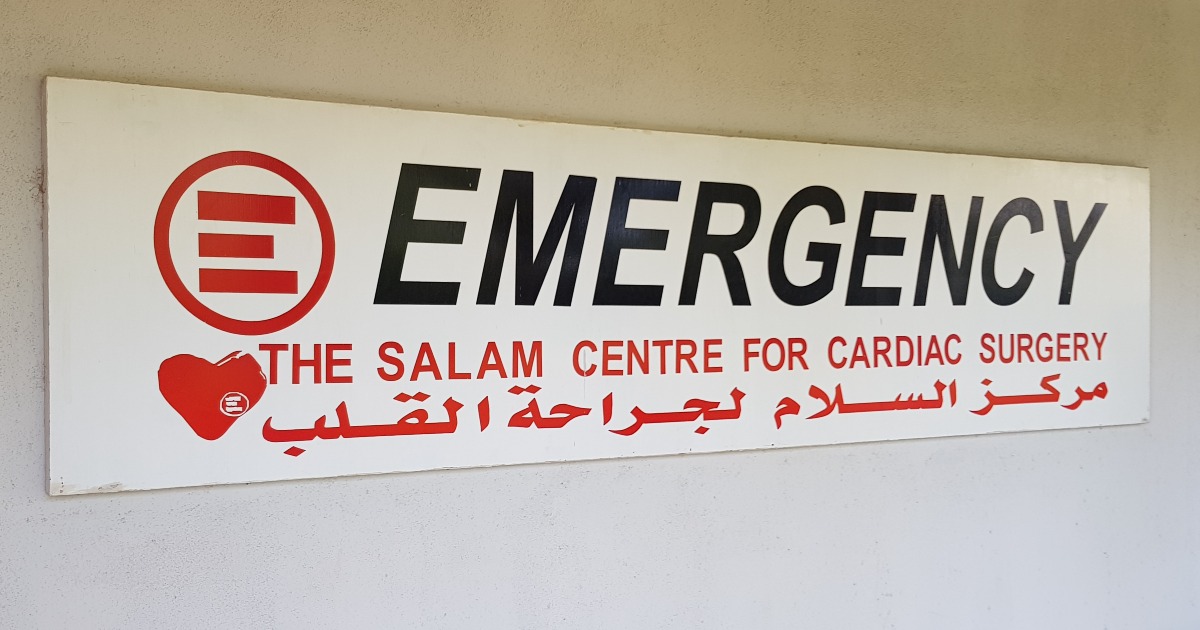 EMERGENCY
THE SALAM CENTRE FOR CARDIAC SURGERY
مركز السلام لجراحة القلب